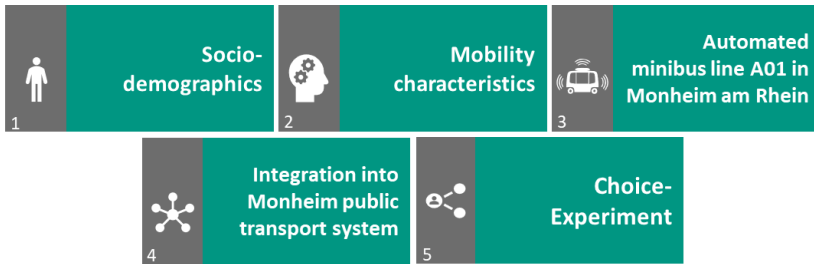 1
Socio-
demographics
2
Mobility
characteristics
3
Automated
minibus line A01 in
Monheim am Rhein
4
Integration into
Monheim public
transport system
5
Choice-
Experiment